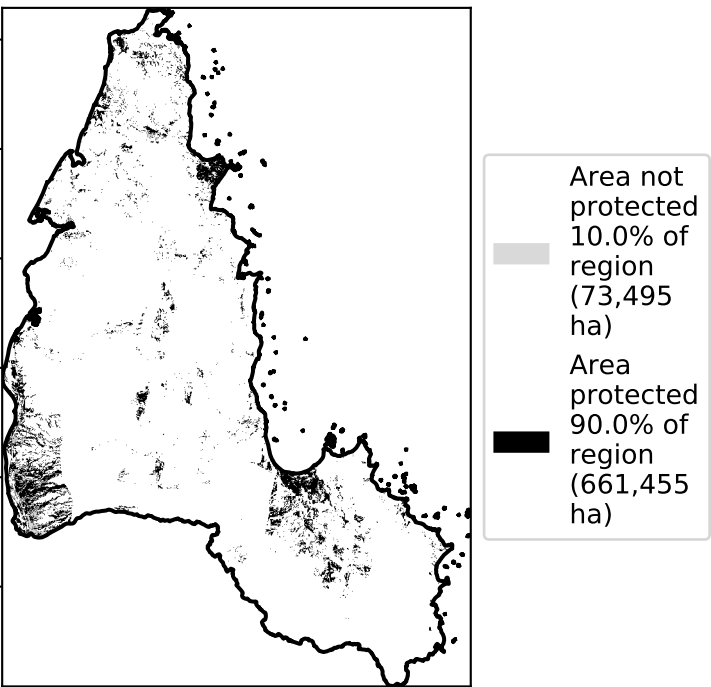 Area not
protected
10.0% of
region
(73,495
ha)
Area
protected
90.0% of
region
(661,455
ha)